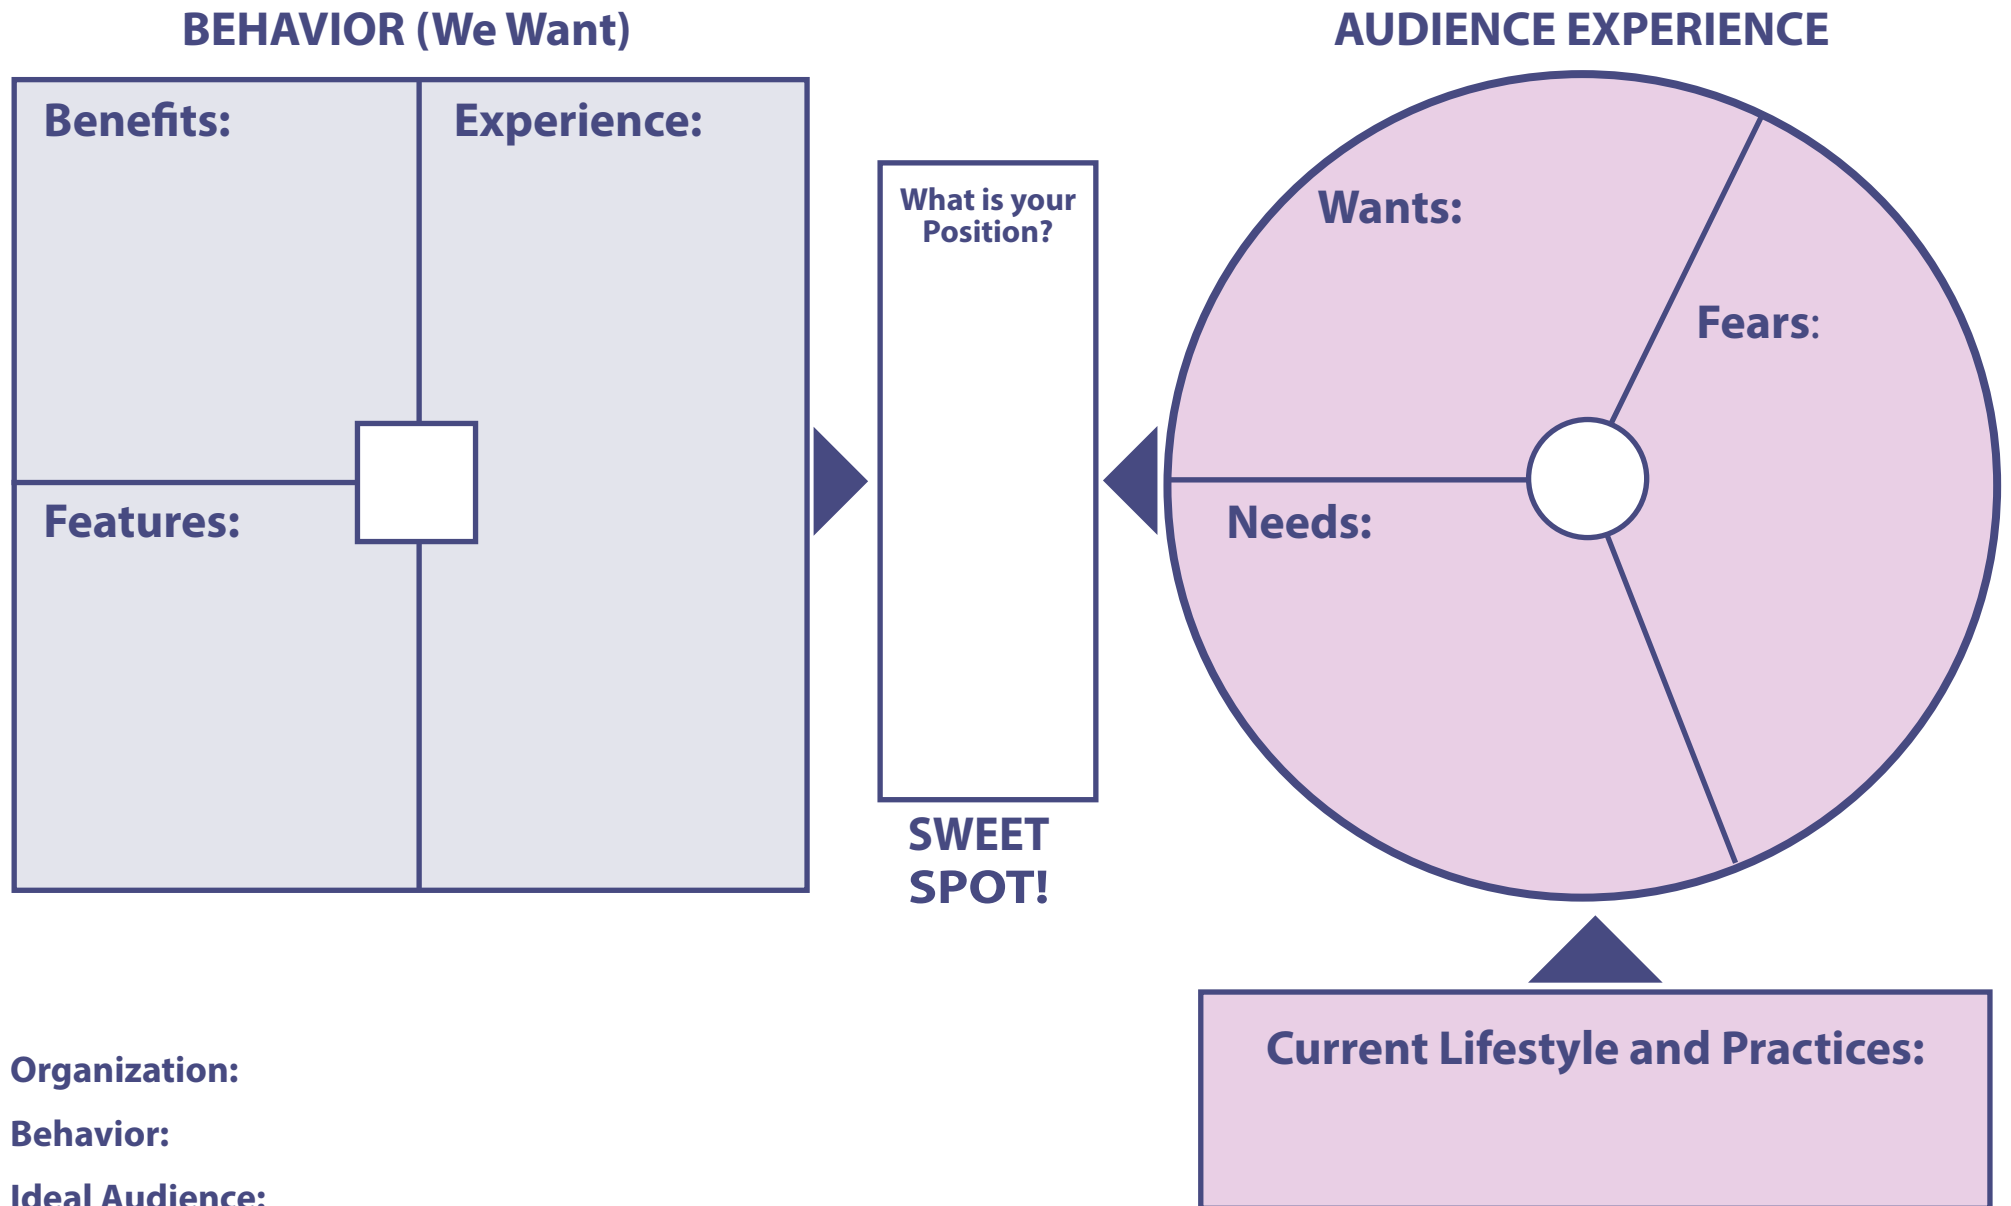 BEHAVIOR (We Want)
Benefits:
Experience:
Features:
What is your
Position?
SWEET
SPOT!
AUDIENCE EXPERIENCE
Wants:
Fears:
Needs:
Current Lifestyle and Practices:
Organization:
Behavior:
Ideal Audience: